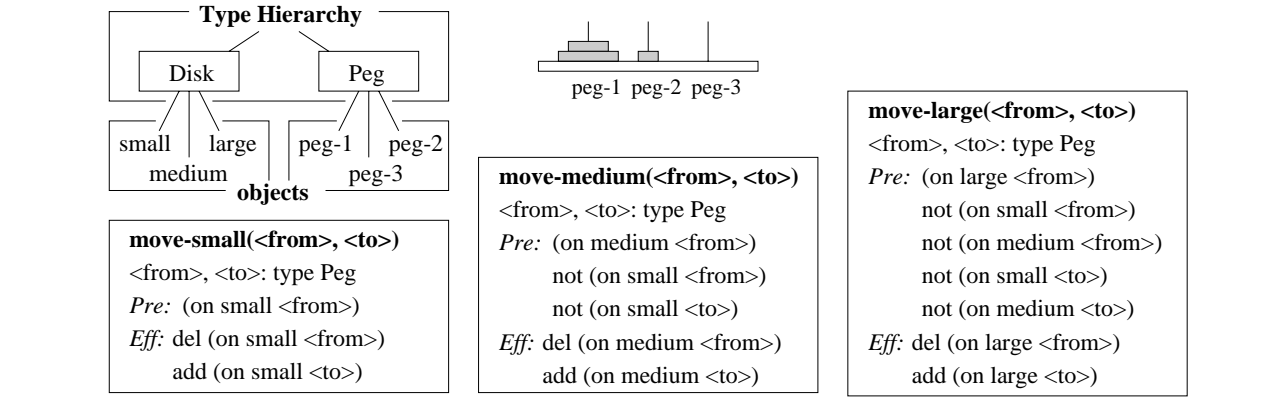 Type Hierarchy
Disk Peg
small large peg-1 peg-2
medium peg-3
objects
peg-1 peg-2 peg-3
move-small(<from>, <to>)
<from>, <to>: type Peg
Pre: (on small <from>)
Eff: del (on small <from>)
add (on small <to>)
move-medium(<from>, <to>)
<from>, <to>: type Peg
Pre: (on medium <from>)
not (on small <from>)
not (on small <to>)
Eff: del (on medium <from>)
add (on medium <to>)
move-large(<from>, <to>)
<from>, <to>: type Peg
Pre: (on large <from>)
not (on small <from>)
not (on medium <from>)
not (on small <to>)
not (on medium <to>)
Eff: del (on large <from>)
add (on large <to>)